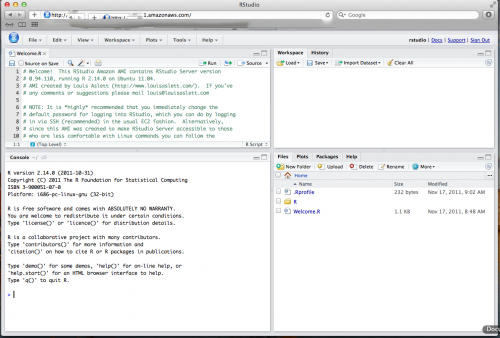 RStudio
http:/ 1.amazonaws.com/
Google
File Edit View Workspace Plots Tools Help
rstudio | Docs | Support | Sign Out
Welcome.R
Source on Save Run Source
1 # Welcome! This RStudio Amazon AMI contains RStudio Server version
2 # 0.94.110, running R 2.14.0 on Ubuntu 11.04.
3 # AMI created by Louis Aslett (http://www.louisaslett.com/). If you've
4 # any comments or suggestions please mail louis@louisaslett.com
5
6 # NOTE: It is *highly* recommended that you immediately change the
7 # default password for logging into RStudio, which you can do by logging
8 # in via SSH (recommended) in the usual EC2 fashion. Alternatively,
9 # since this AMI was created to make RStudio Server accessible to those
10 # who are less comfortable with Linux commands you can follow the
1:1 (Top Level) R Script
Console ~/
R version 2.14.0 (2011-10-31)
Copyright (C) 2011 The R Foundation for Statistical Computing
ISBN 3-900051-07-0
Platform: i686-pc-linux-gnu (32-bit)
R is free software and comes with ABSOLUTELY NO WARRANTY.
You are welcome to redistribute it under certain conditions.
Type 'license()' or 'licence()' for distribution details.
R is a collaborative project with many contributors.
Type 'contributors()' for more information and
'citation()' on how to cite R or R packages in publications.
Type 'demo()' for some demos, 'help()' for on-line help, or
'help.start()' for an HTML browser interface to help.
Type 'q()' to quit R.
>
Workspace History
Load Save Import Dataset Clear All
Files Plots Packages Help
New Folder Upload Delete Rename More
Home
Name Size Modified
.Rprofile 232 bytes Nov 17, 2011, 9:02 AM
R
Welcome.R 1.1 KB Nov 17, 2011, 8:48 AM
Doc